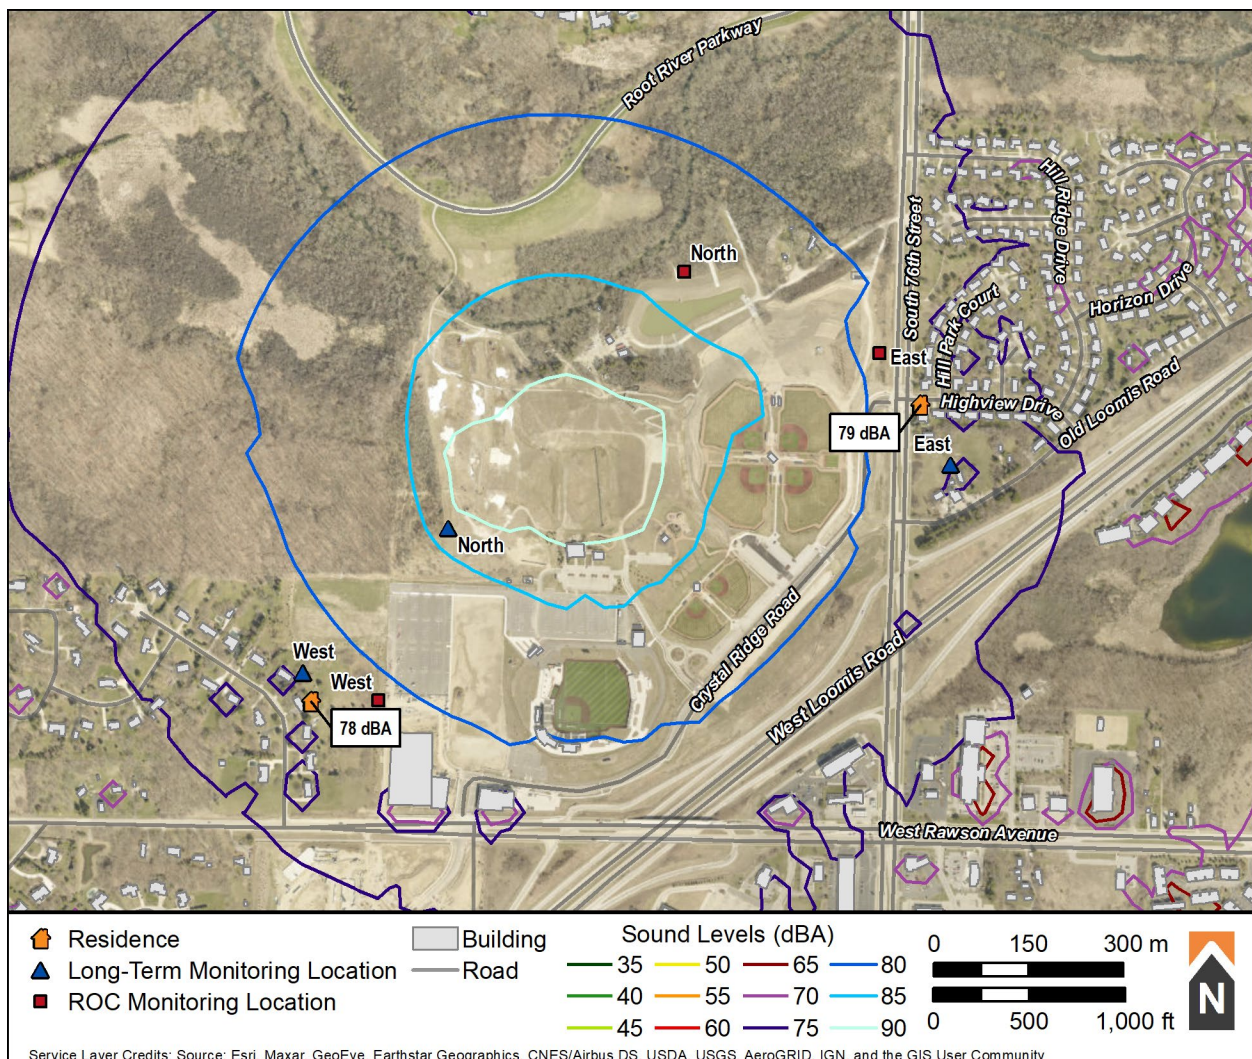 Root River Parkway
North
South 76th Street
Hill Ridge Drive
Horizon Drive
Hill Park Court
East
Highview Drive
Old Loomis Road
79 dBA
East
North
Crystal Ridge Road
West Loomis Road
West
West
78 dBA
West Rawson Avenue
Residence
Long-Term Monitoring Location
ROC Monitoring Location
Building
Road
Sound Levels (dBA)
35 50 65 80
40 55 70 85
45 60 75 90
0 150 300 m
0 500 1,000 ft
N
Service Layer Credits: Source: Esri, Maxar, GeoEye, Earthstar Geographics, CNES/Airbus DS, USDA, USGS, AeroGRID, IGN, and the GIS User Community